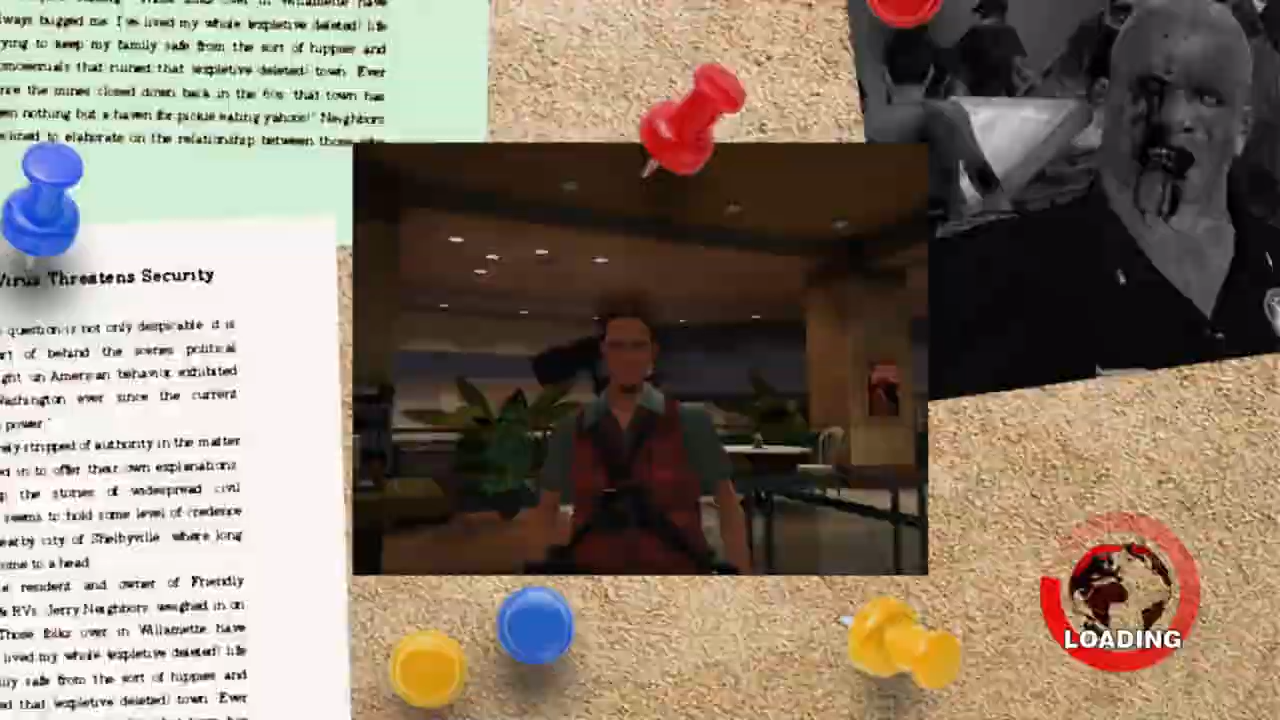 always bugged me. I've lived my whole [expletive deleted] life
trying to keep my family safe from the sort of hippies and
that ruined that [expletive deleted] town. Ever
since the mines closed down back in the 60s that town has
been nothing but a haven for pickle eating yahoos!" Neighbors
to elaborate on the relationship between those
Virus Threatens Security
question is not only despicable it is
of behind the scenes political
on American behavior exhibited
Washington ever since the current
power."
stripped of authority in the matter
in to offer their own explanations
the stories of widespread civil
seems to hold some level of credence
nearby city of Shelbyville where long
come to a head.
resident and owner of Friendly
& RVs Jerry Neighbors weighed in on
Those folks over in Willamette have
lived my whole [expletive deleted] life
safe from the sort of hippies and
that [expletive deleted] town. Ever
LOADING